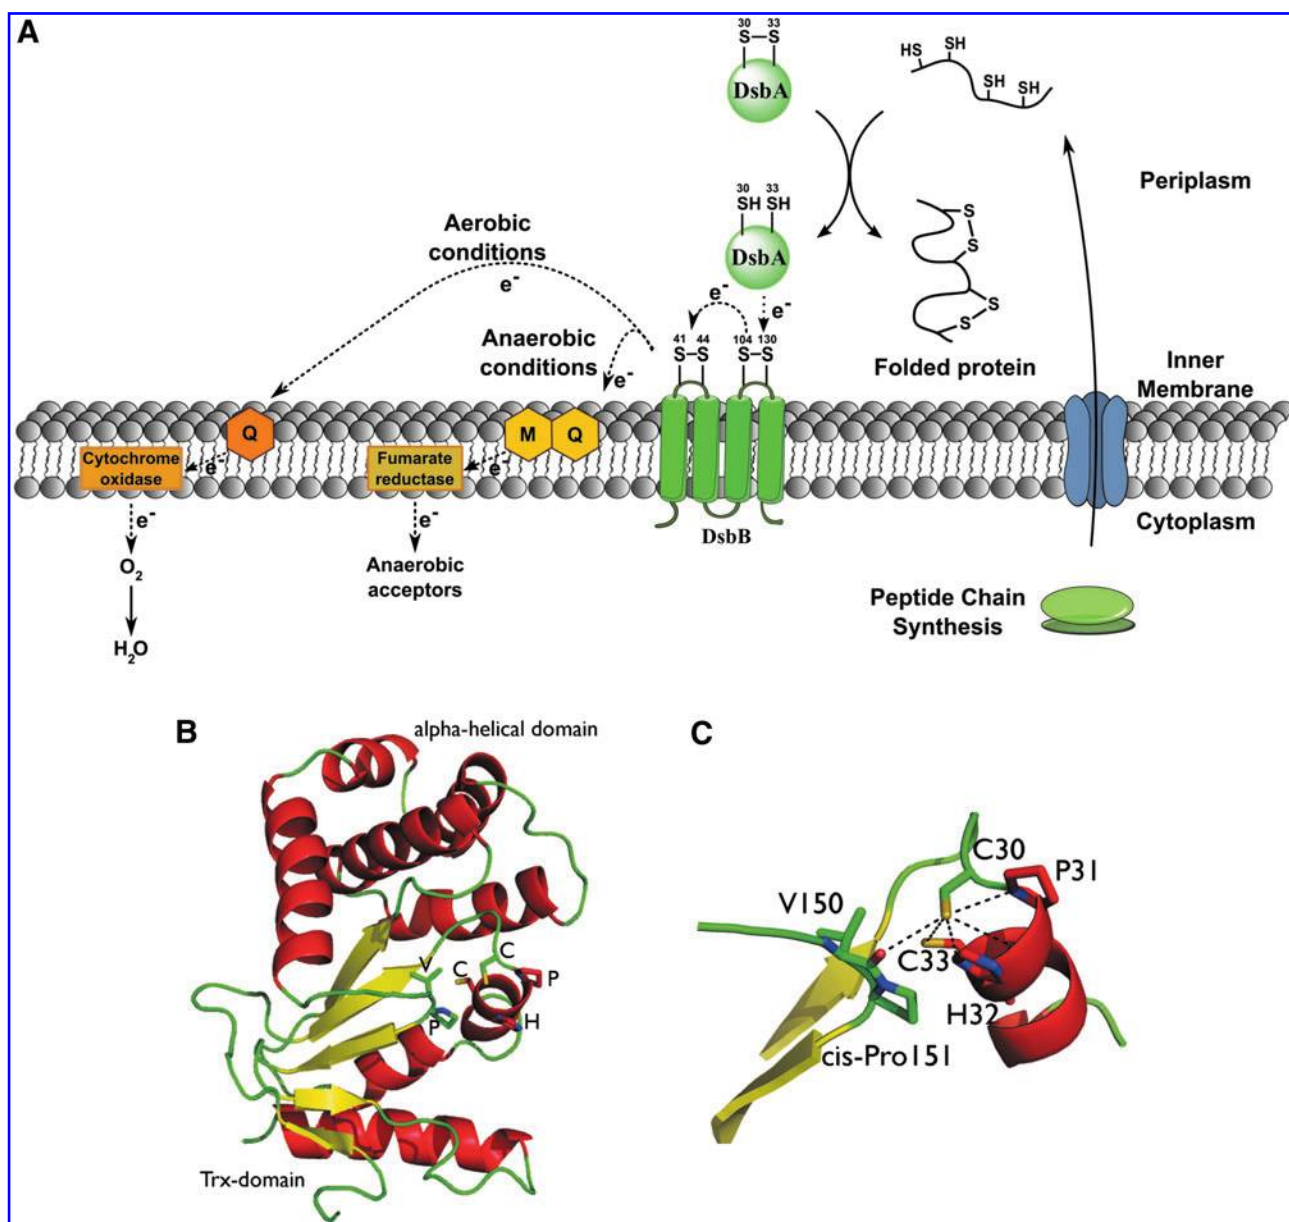 A
30 33
S–S
DsbA
HS SH SH SH
Periplasm
30 33
SH SH
DsbA
S
S
S
S
Folded protein
Aerobic
conditions
e-
Anaerobic
conditions
e-
e-
e-
41 44 104 130
S–S S–S
Inner
Membrane
Q
M Q
Cytochrome
oxidase
e-
Fumarate
reductase
e-
DsbB
Cytoplasm
e-
e-
O2
Anaerobic
acceptors
H2O
Peptide Chain
Synthesis
B
alpha-helical domain
V
C
C
P
P
H
Trx-domain
C
C30
P31
V150
C33
H32
cis-Pro151